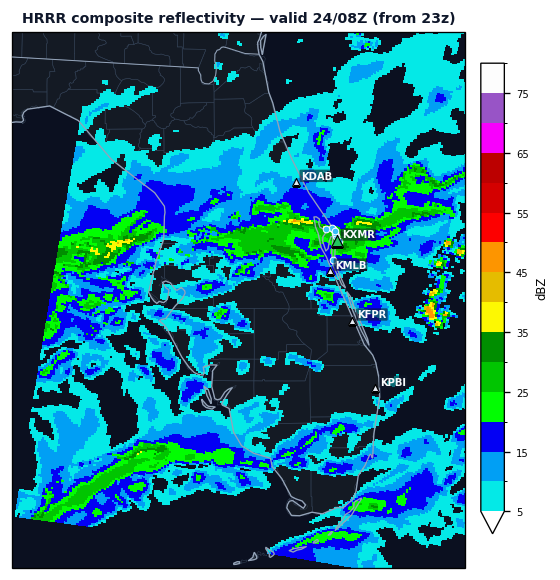 HRRR composite reflectivity — valid 24/08Z (from 23z)
KDAB
KXMR
KMLB
KFPR
KPBI
75
65
55
45
35
25
15
5
dBZ